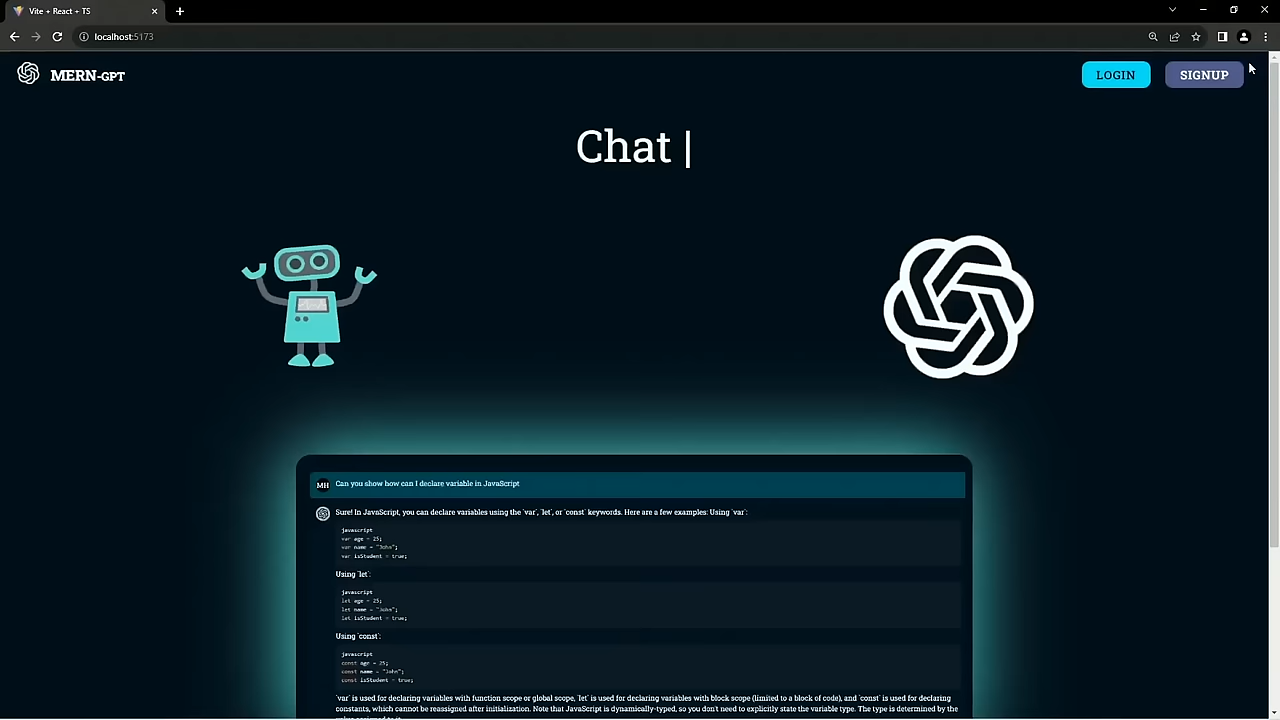 Vite + React + TS
localhost:5173
MERN-GPT
LOGIN
SIGNUP
Chat |
MH
Can you show how can I declare variable in JavaScript
Sure! In JavaScript, you can declare variables using the `var`, `let`, or `const` keywords. Here are a few examples: Using `var`:
javascript
var age = 25;
var name = "John";
var isStudent = true;
Using `let`:
javascript
let age = 25;
let name = "John";
let isStudent = true;
Using `const`:
javascript
const age = 25;
const name = "John";
const isStudent = true;
`var` is used for declaring variables with function scope or global scope, `let` is used for declaring variables with block scope (limited to a block of code), and `const` is used for declaring
constants, which cannot be reassigned after initialization. Note that JavaScript is dynamically-typed, so you don't need to explicitly state the variable type. The type is determined by the